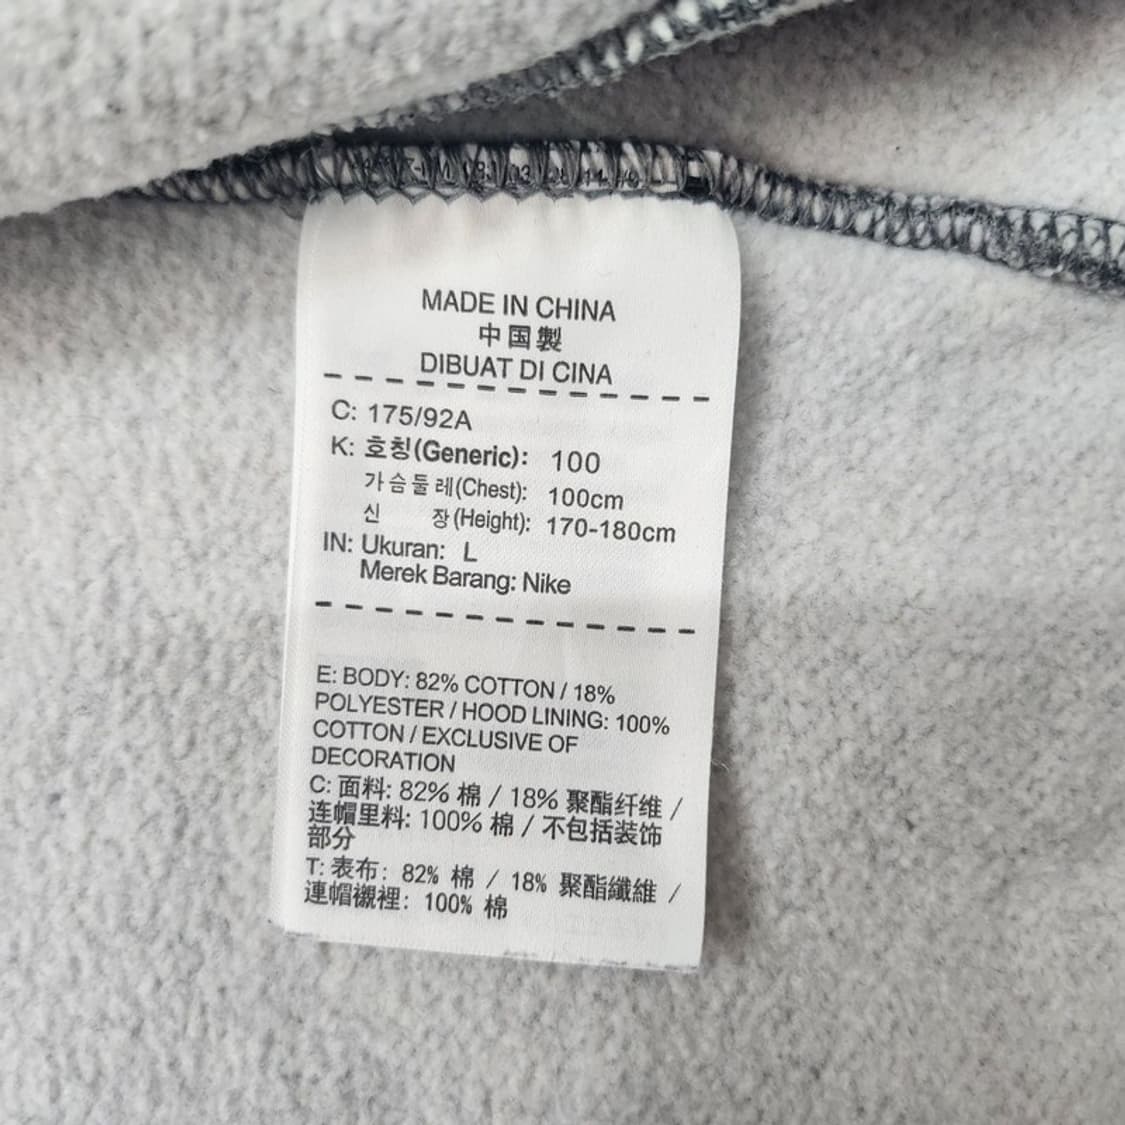 MADE IN CHINA
中国製
DIBUAT DI CINA
C: 175/92A
K: 호칭(Generic): 100
가슴둘레(Chest): 100cm
신 장(Height): 170-180cm
IN: Ukuran: L
Merek Barang: Nike
E: BODY: 82% COTTON / 18%
POLYESTER / HOOD LINING: 100%
COTTON / EXCLUSIVE OF
DECORATION
C: 面料: 82% 棉 / 18% 聚酯纤维 /
连帽里料: 100% 棉 / 不包括装饰
部分
T: 表布: 82% 棉 / 18% 聚酯纖維 /
連帽襯裡: 100% 棉